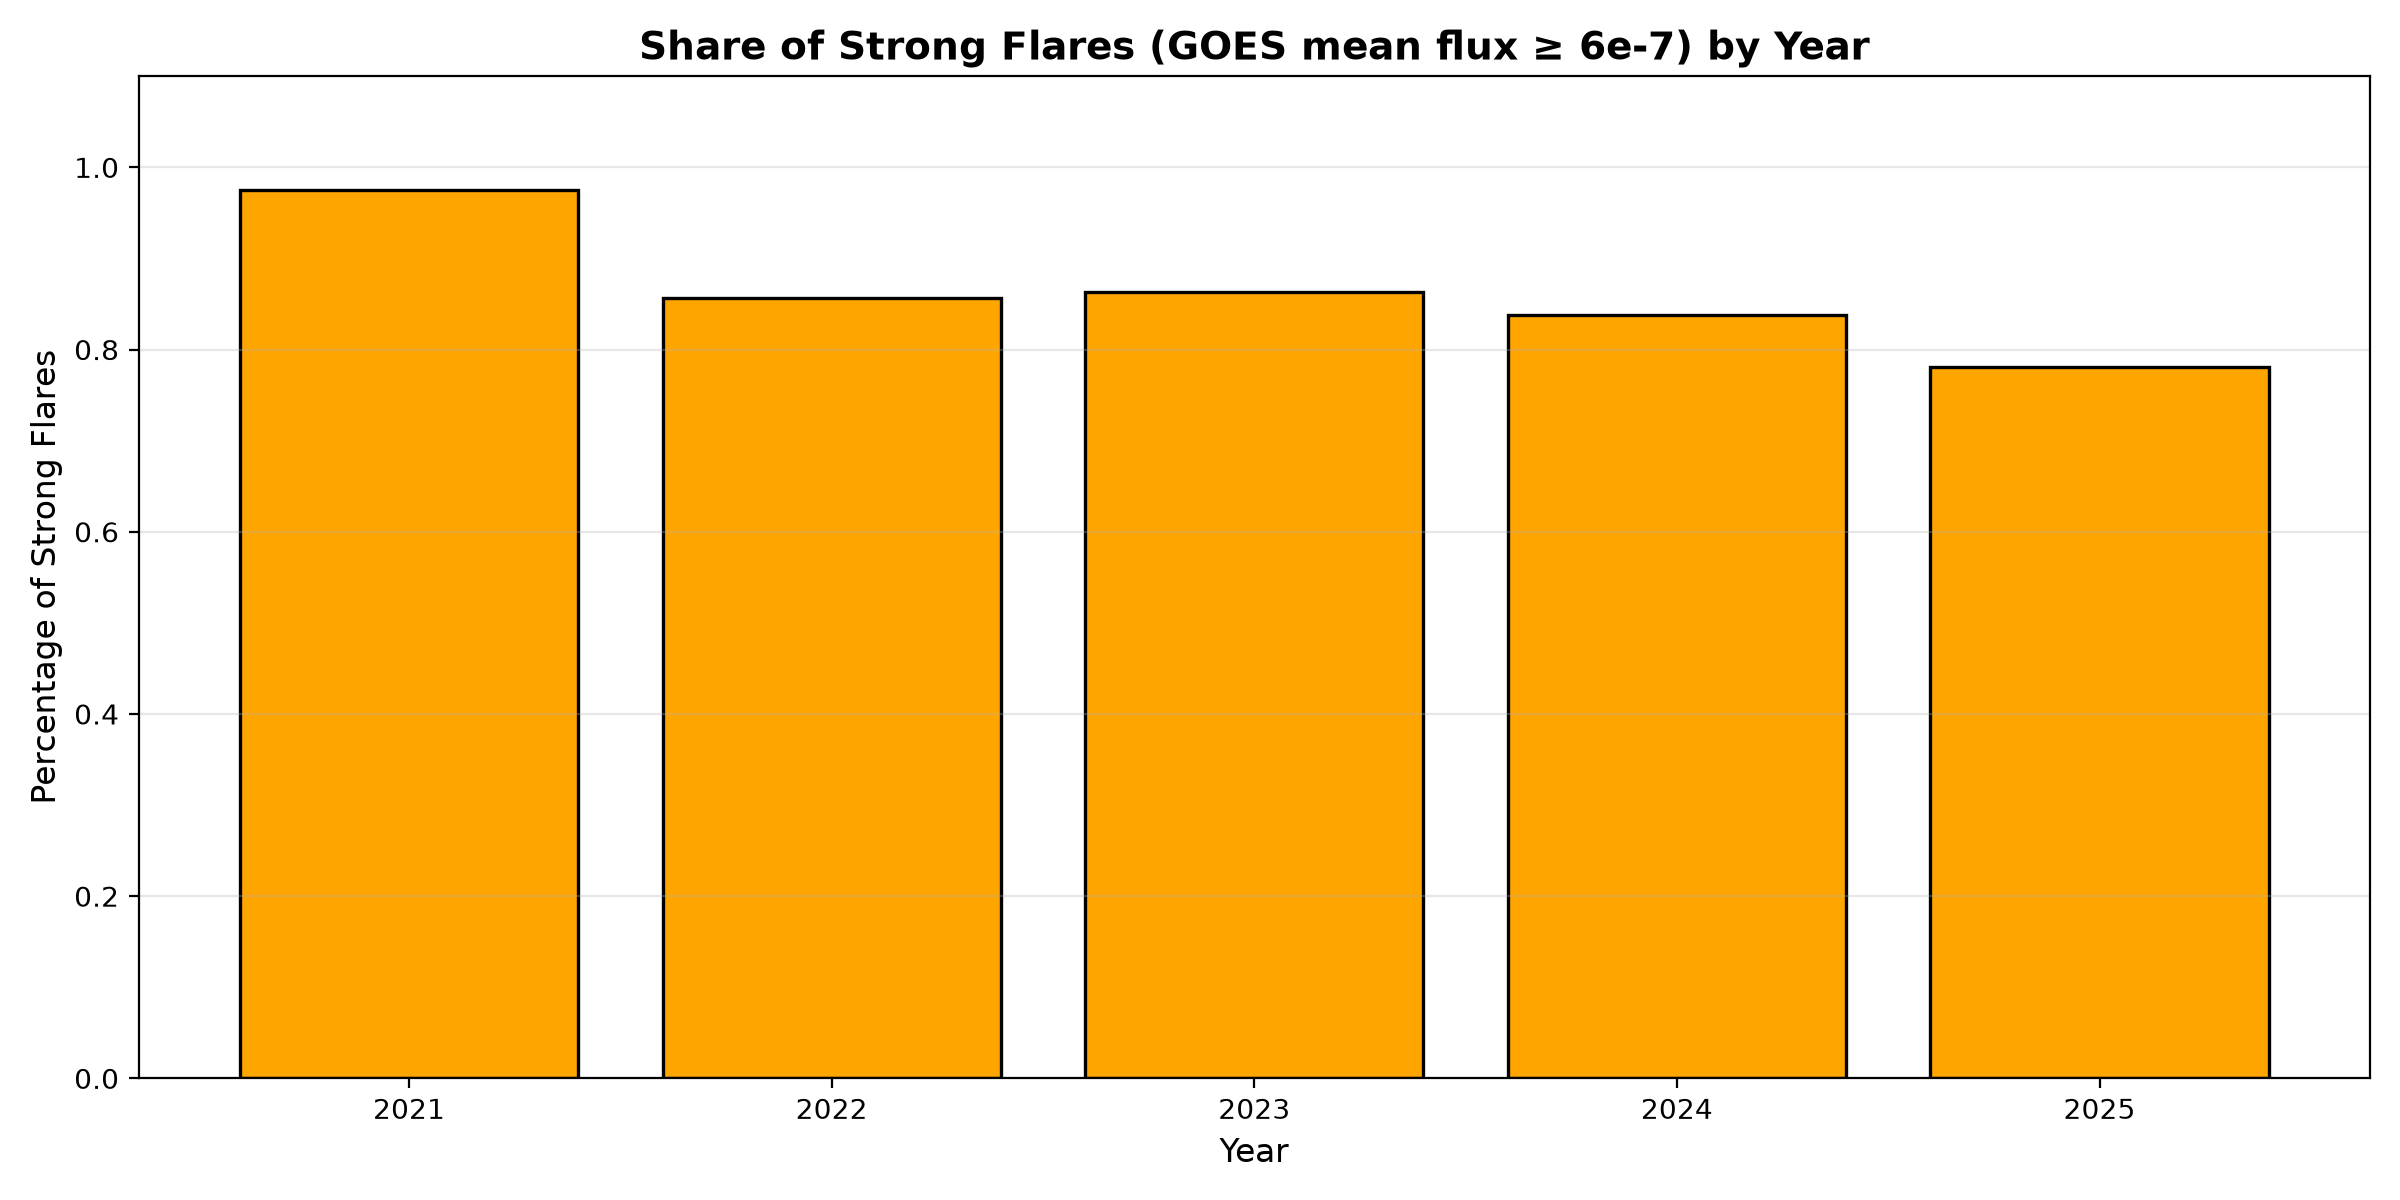 Share of Strong Flares (GOES mean flux ≥ 6e-7) by Year
Percentage of Strong Flares
1.0
0.8
0.6
0.4
0.2
0.0
2021 2022 2023 2024 2025
Year